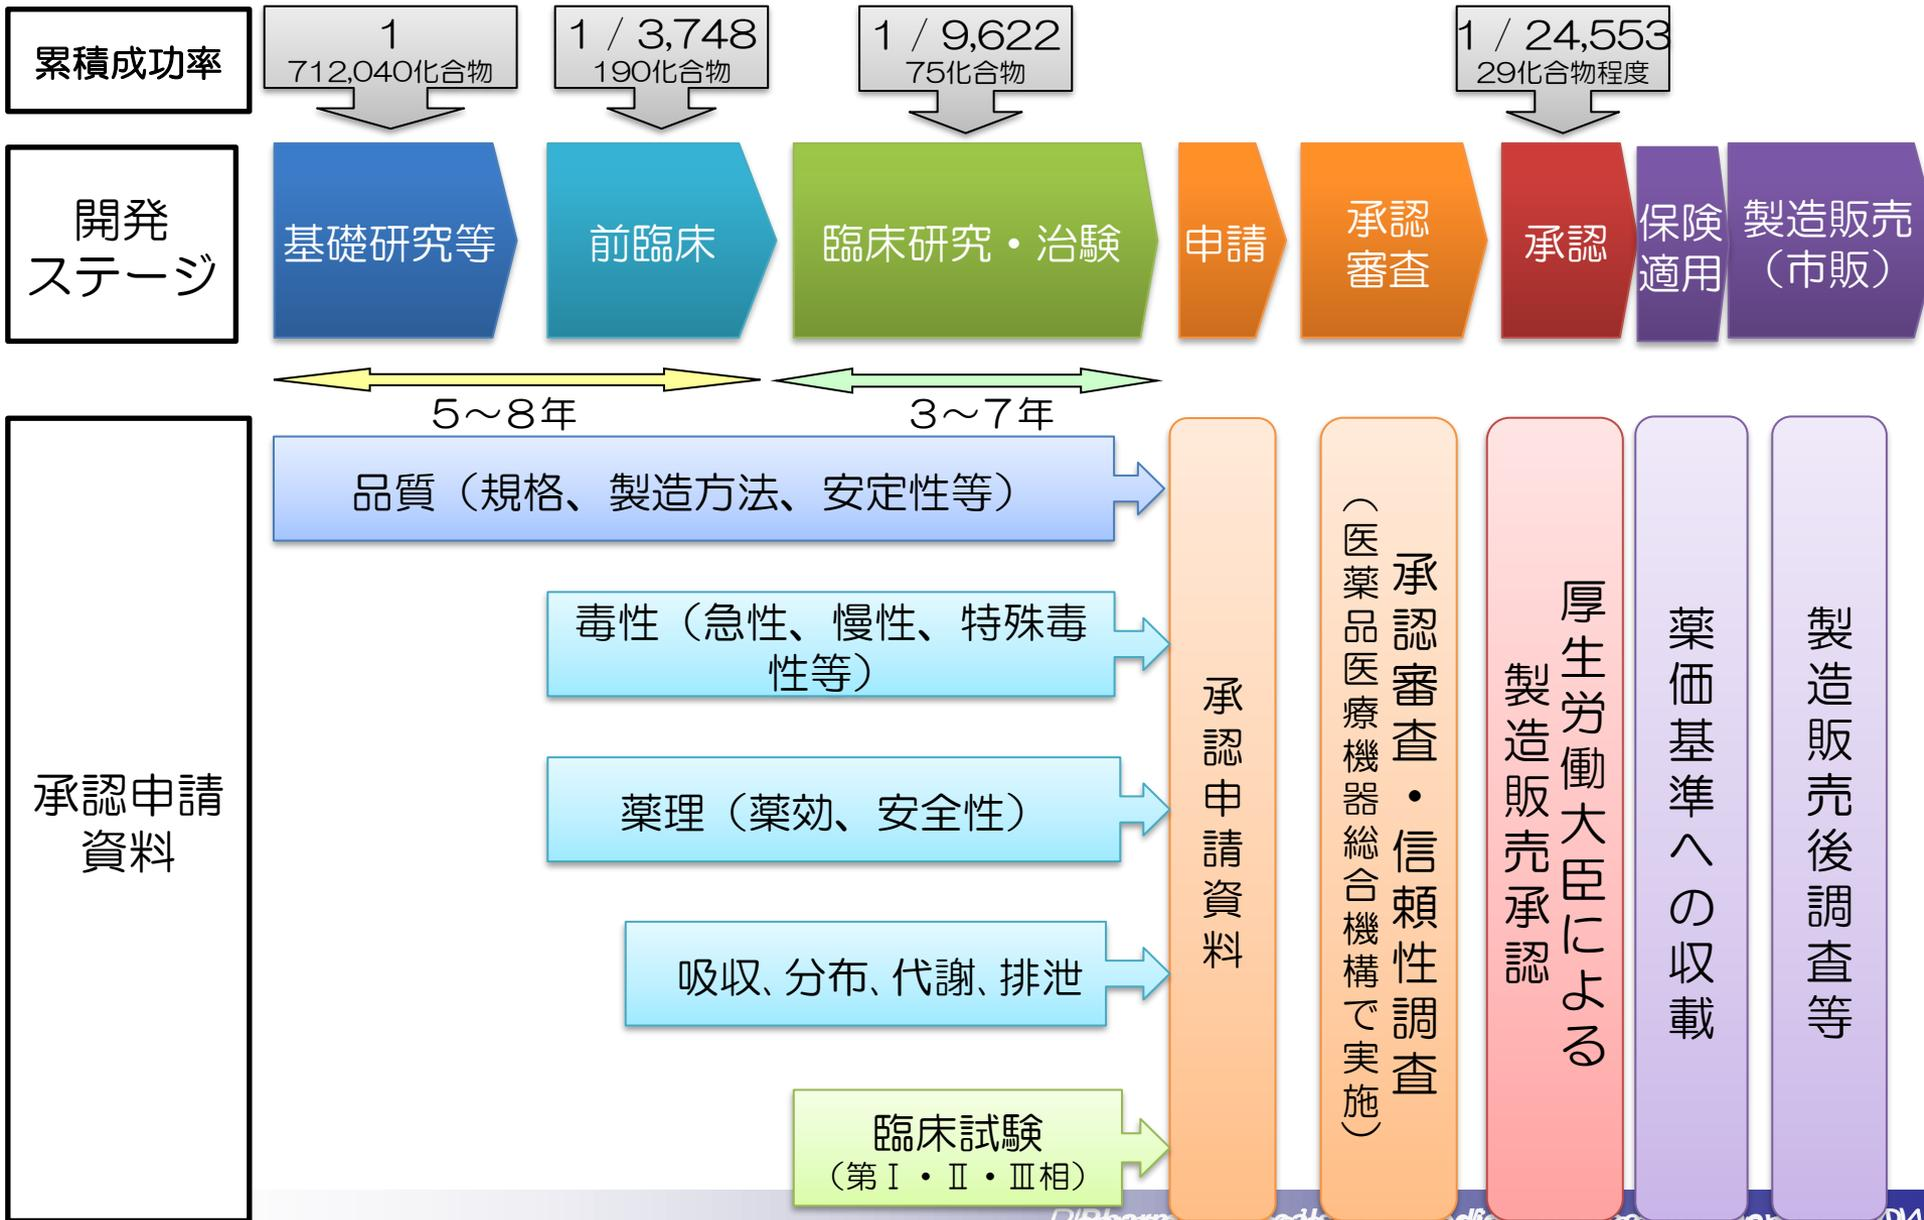 累積成功率
1
712,040化合物
1 / 3,748
190化合物
1 / 9,622
75化合物
1 / 24,553
29化合物程度
開発
ステージ
基礎研究等
前臨床
臨床研究・治験
申請
承認
審査
承認
保険
適用
製造販売
（市販）
5～8年
3～7年
承認申請
資料
品質（規格、製造方法、安定性等）
毒性（急性、慢性、特殊毒
性等）
薬理（薬効、安全性）
吸収、分布、代謝、排泄
臨床試験
（第Ⅰ・Ⅱ・Ⅲ相）
承認申請資料
承認審査・信頼性調査
（医薬品医療機器総合機構で実施）
厚生労働大臣による
製造販売承認
薬価基準への収載
製造販売後調査等